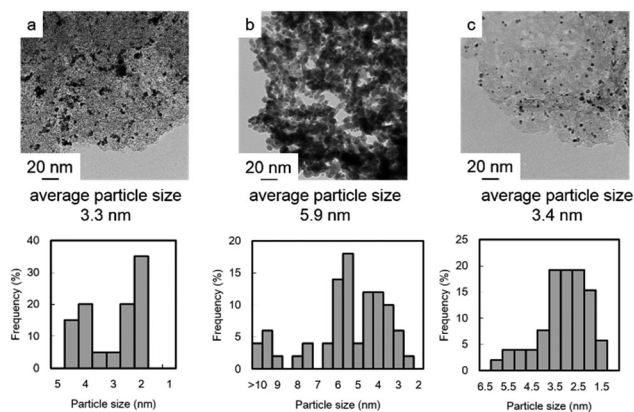 a
b
c
20 nm
20 nm
20 nm
average particle size
3.3 nm
average particle size
5.9 nm
average particle size
3.4 nm
Frequency (%)
40
30
20
10
0
5 4 3 2 1
Particle size (nm)
Frequency (%)
20
15
10
5
0
>10 9 8 7 6 5 4 3 2
Particle size (nm)
Frequency (%)
25
20
15
10
5
0
6.5 5.5 4.5 3.5 2.5 1.5
Particle size (nm)